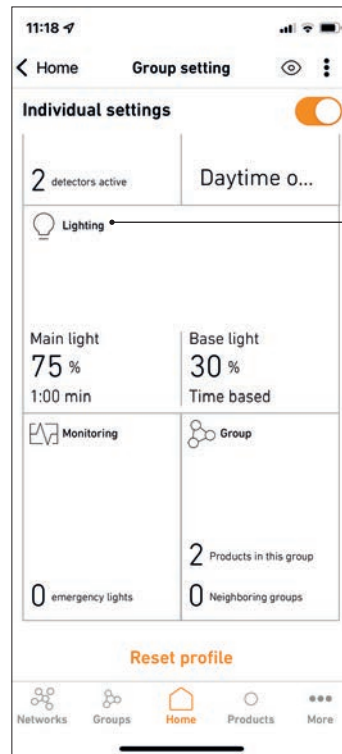 11:18
Home Group setting
Individual settings
2 detectors active
Daytime o...
Lighting
Main light
75 %
1:00 min
Base light
30 %
Time based
Monitoring
0 emergency lights
Group
2 Products in this group
0 Neighboring groups
Reset profile
Networks Groups Home Products More